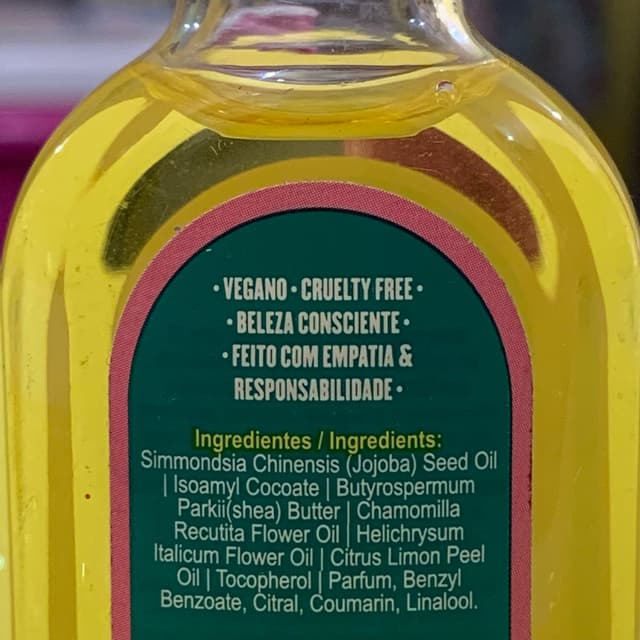 • VEGANO • CRUELTY FREE •
• BELEZA CONSCIENTE •
• FEITO COM EMPATIA &
RESPONSABILIDADE •
Ingredientes / Ingredients:
Simmondsia Chinensis (Jojoba) Seed Oil
| Isoamyl Cocoate | Butyrospermum
Parkii(shea) Butter | Chamomilla
Recutita Flower Oil | Helichrysum
Italicum Flower Oil | Citrus Limon Peel
Oil | Tocopherol | Parfum, Benzyl
Benzoate, Citral, Coumarin, Linalool.